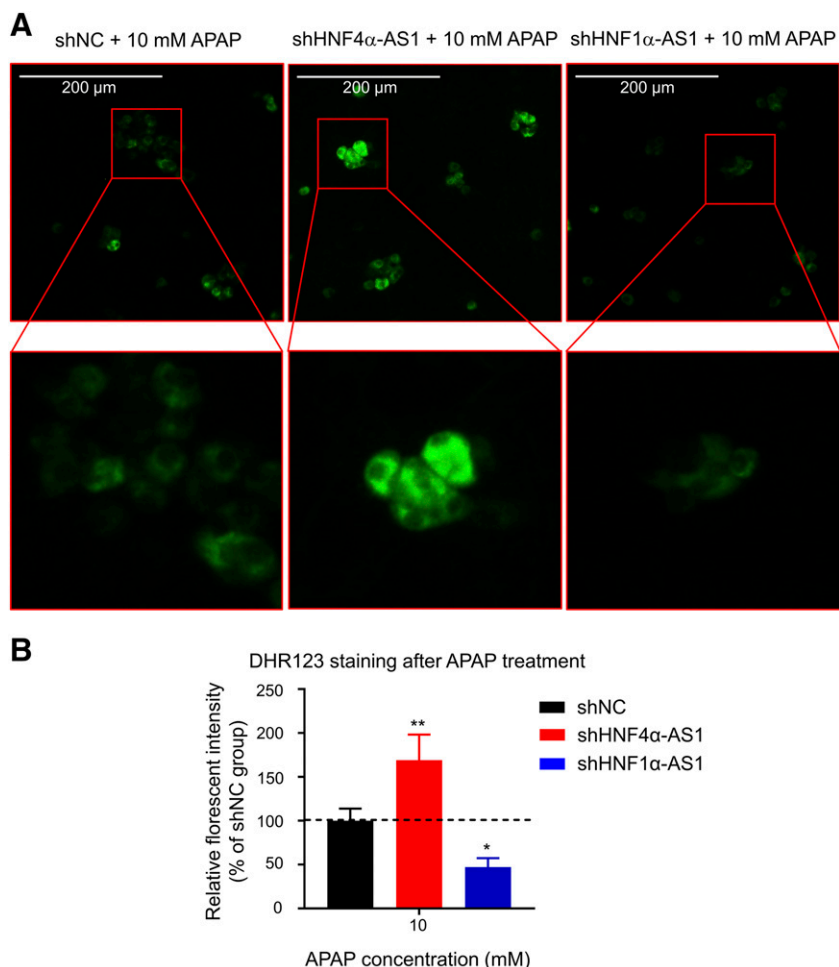 A
shNC + 10 mM APAP
shHNF4α-AS1 + 10 mM APAP
shHNF1α-AS1 + 10 mM APAP
200 μm
200 μm
200 μm
B
DHR123 staining after APAP treatment
Relative florescent intensity
(% of shNC group)
250
200
150
100
50
0
**
*
shNC
shHNF4α-AS1
shHNF1α-AS1
10
APAP concentration (mM)